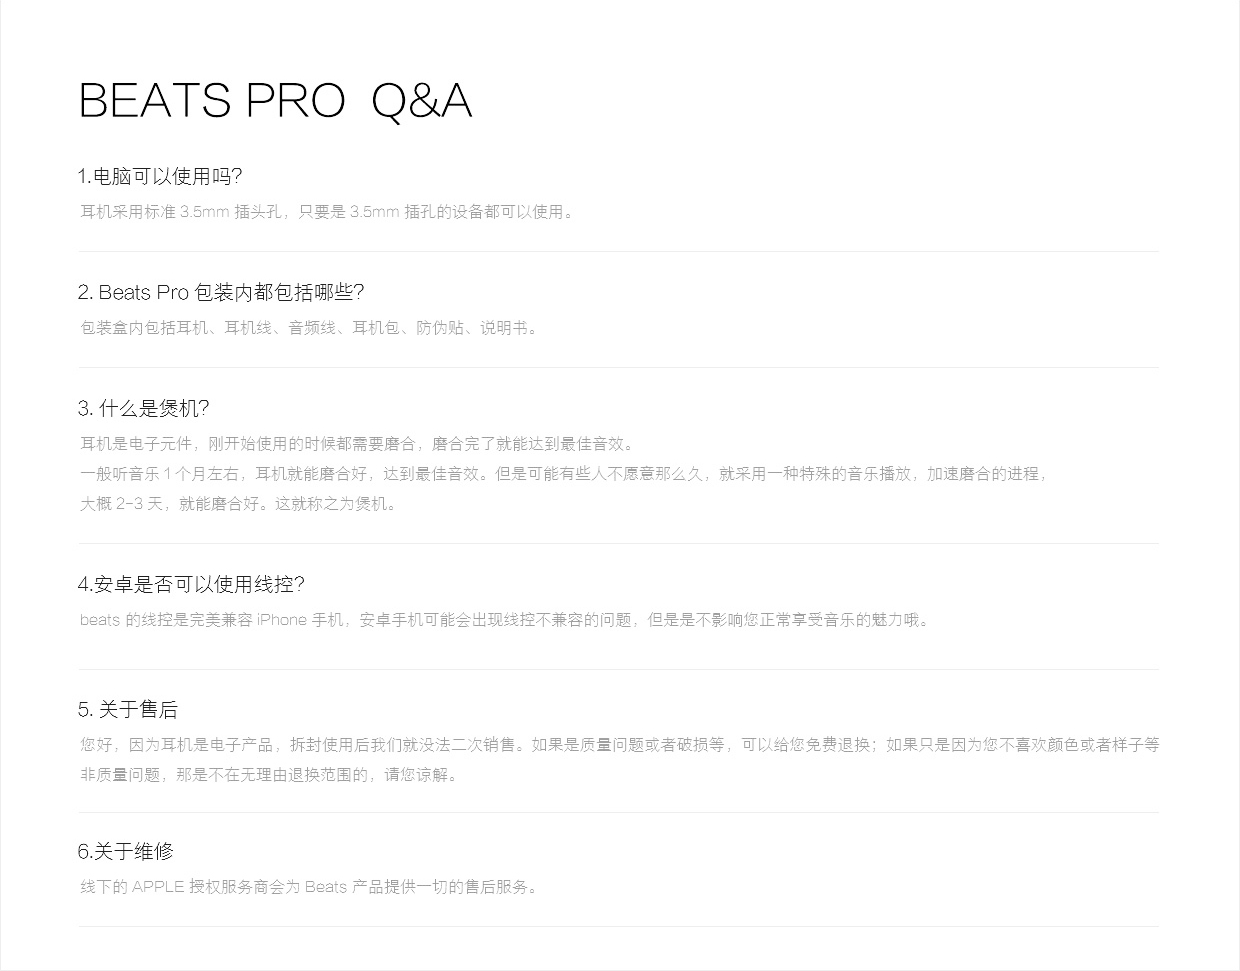 BEATS PRO Q&A
1.电脑可以使用吗?
耳机采用标准 3.5mm 插头孔，只要是 3.5mm 插孔的设备都可以使用。
2. Beats Pro 包装内都包括哪些?
包装盒内包括耳机、耳机线、音频线、耳机包、防伪贴、说明书。
3. 什么是煲机?
耳机是电子元件，刚开始使用的时候都需要磨合，磨合完了就能达到最佳音效。
一般听音乐 1 个月左右，耳机就能磨合好，达到最佳音效。但是可能有些人不愿意那么久，就采用一种特殊的音乐播放，加速磨合的进程，
大概 2-3 天，就能磨合好。这就称之为煲机。
4.安卓是否可以使用线控?
beats 的线控是完美兼容 iPhone 手机，安卓手机可能会出现线控不兼容的问题，但是是不影响您正常享受音乐的魅力哦。
5. 关于售后
您好，因为耳机是电子产品，拆封使用后我们就没法二次销售。如果是质量问题或者破损等，可以给您免费退换；如果只是因为您不喜欢颜色或者样子等
非质量问题，那是不在无理由退换范围的，请您谅解。
6.关于维修
线下的 APPLE 授权服务商会为 Beats 产品提供一切的售后服务。